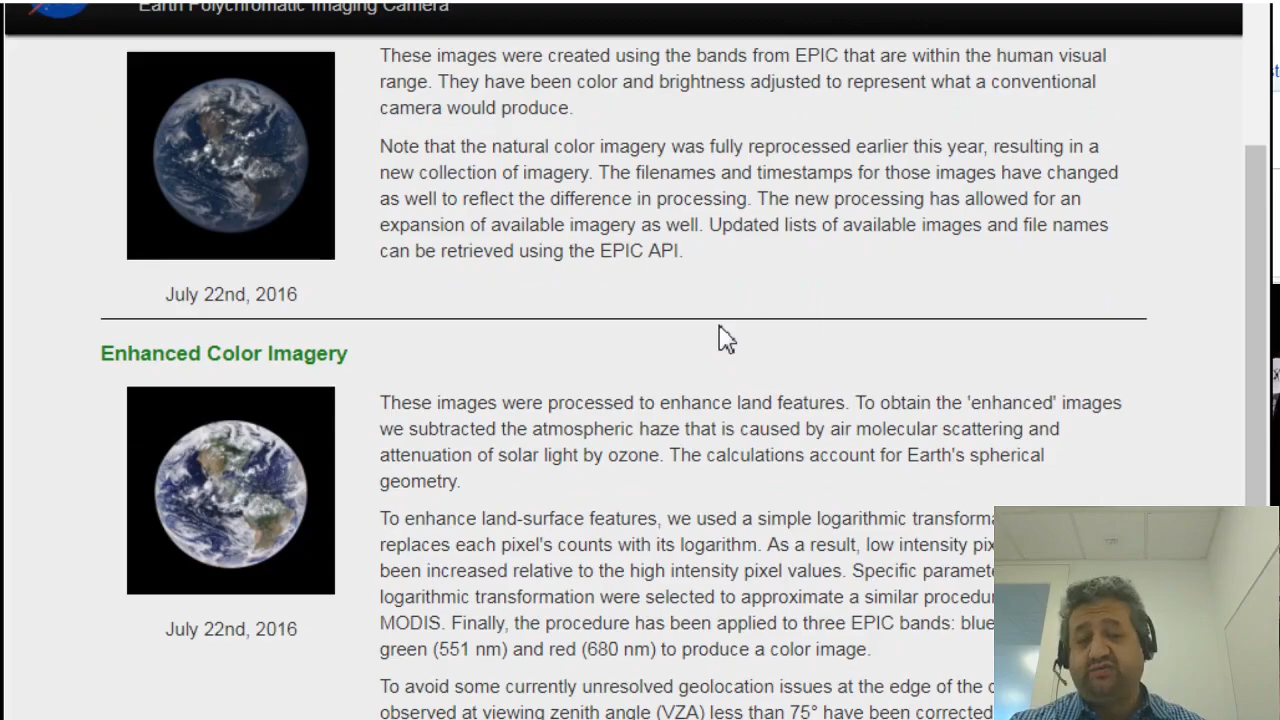 Earth Polychromatic Imaging Camera
These images were created using the bands from EPIC that are within the human visual
range. They have been color and brightness adjusted to represent what a conventional
camera would produce.
Note that the natural color imagery was fully reprocessed earlier this year, resulting in a
new collection of imagery. The filenames and timestamps for those images have changed
as well to reflect the difference in processing. The new processing has allowed for an
expansion of available imagery as well. Updated lists of available images and file names
can be retrieved using the EPIC API.
July 22nd, 2016
Enhanced Color Imagery
These images were processed to enhance land features. To obtain the 'enhanced' images
we subtracted the atmospheric haze that is caused by air molecular scattering and
attenuation of solar light by ozone. The calculations account for Earth's spherical
geometry.
To enhance land-surface features, we used a simple logarithmic transforma
replaces each pixel's counts with its logarithm. As a result, low intensity pix
been increased relative to the high intensity pixel values. Specific paramete
logarithmic transformation were selected to approximate a similar procedur
MODIS. Finally, the procedure has been applied to three EPIC bands: blue
green (551 nm) and red (680 nm) to produce a color image.
July 22nd, 2016
To avoid some currently unresolved geolocation issues at the edge of the
observed at viewing zenith angle (VZA) less than 75° have been corrected